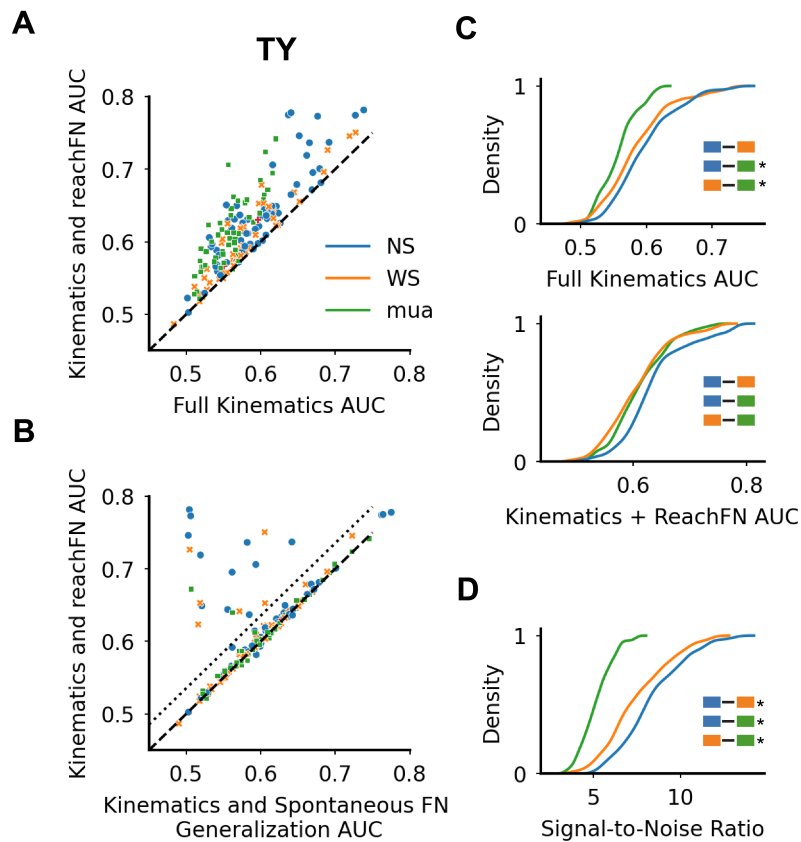 A
TY
Kinematics and reachFN AUC
0.8
0.7
0.6
0.5
NS
WS
mua
0.5 0.6 0.7 0.8
Full Kinematics AUC
B
Kinematics and reachFN AUC
0.8
0.7
0.6
0.5
0.5 0.6 0.7 0.8
Kinematics and Spontaneous FN
Generalization AUC
C
Density
1
0
*
*
0.5 0.6 0.7
Full Kinematics AUC
Density
1
0
0.6 0.8
Kinematics + ReachFN AUC
D
Density
1
0
*
*
*
5 10
Signal-to-Noise Ratio